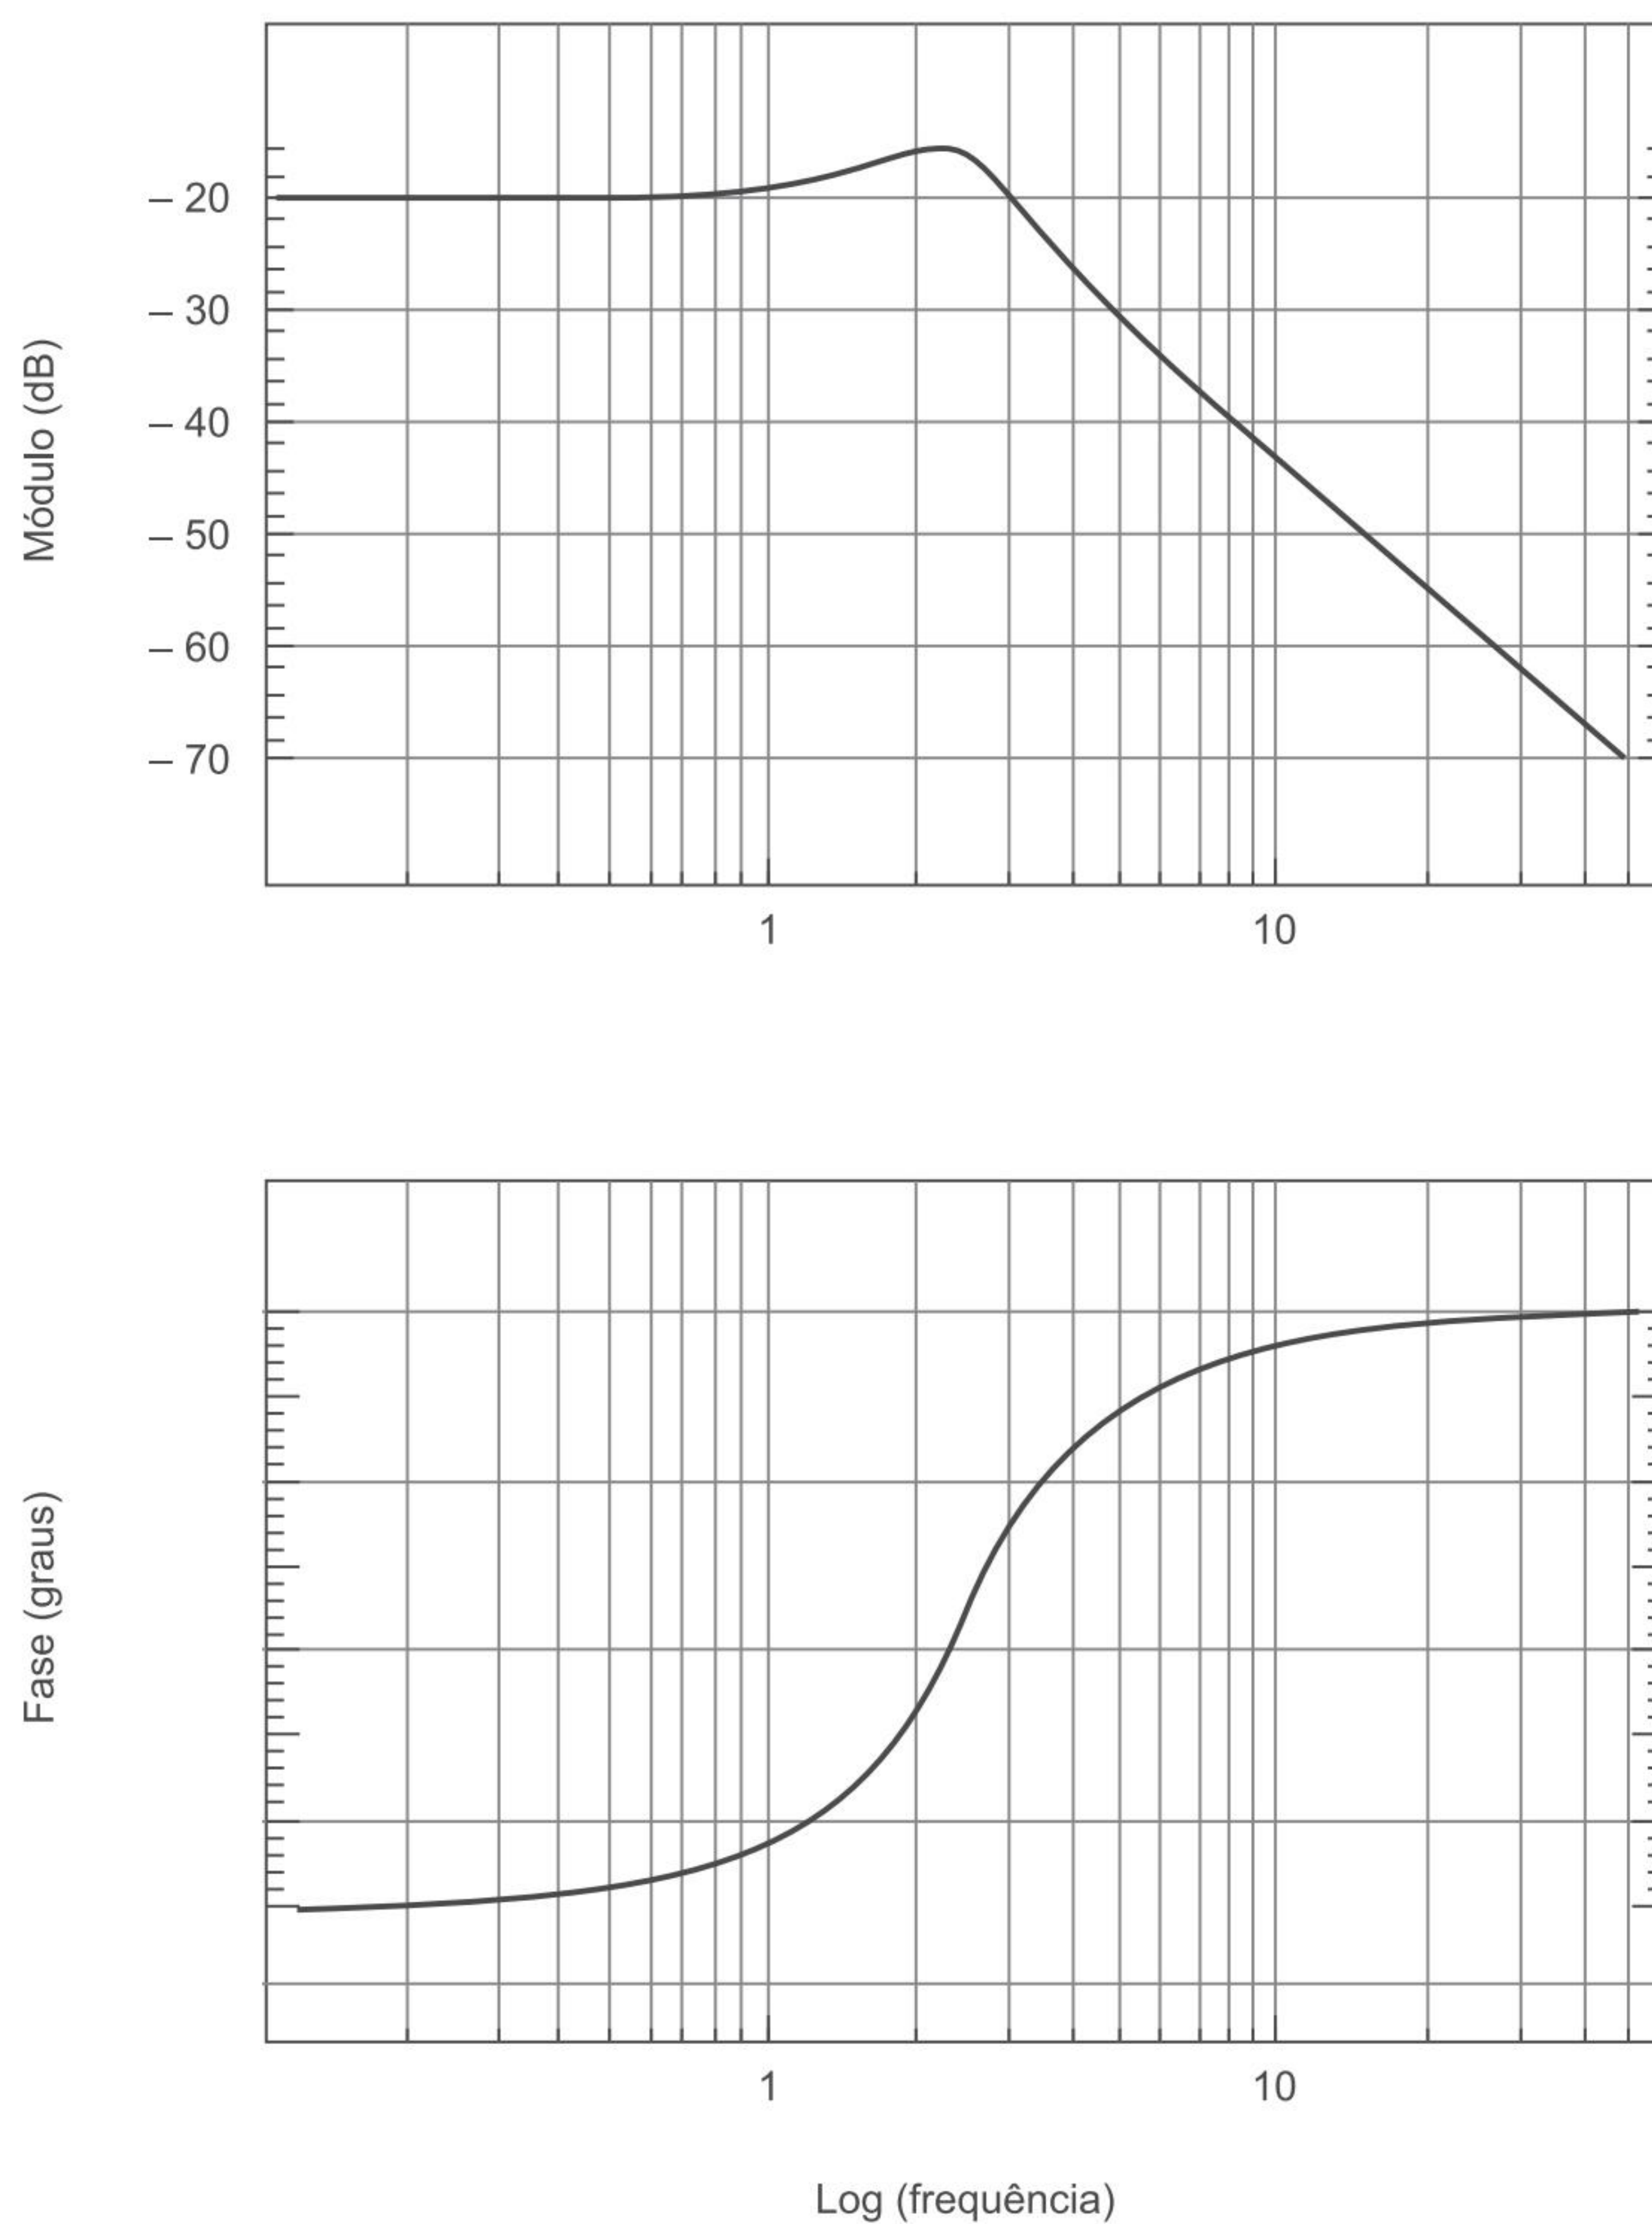 Módulo (dB)
– 20
– 30
– 40
– 50
– 60
– 70
1 10
Fase (graus)
1 10
Log (frequência)